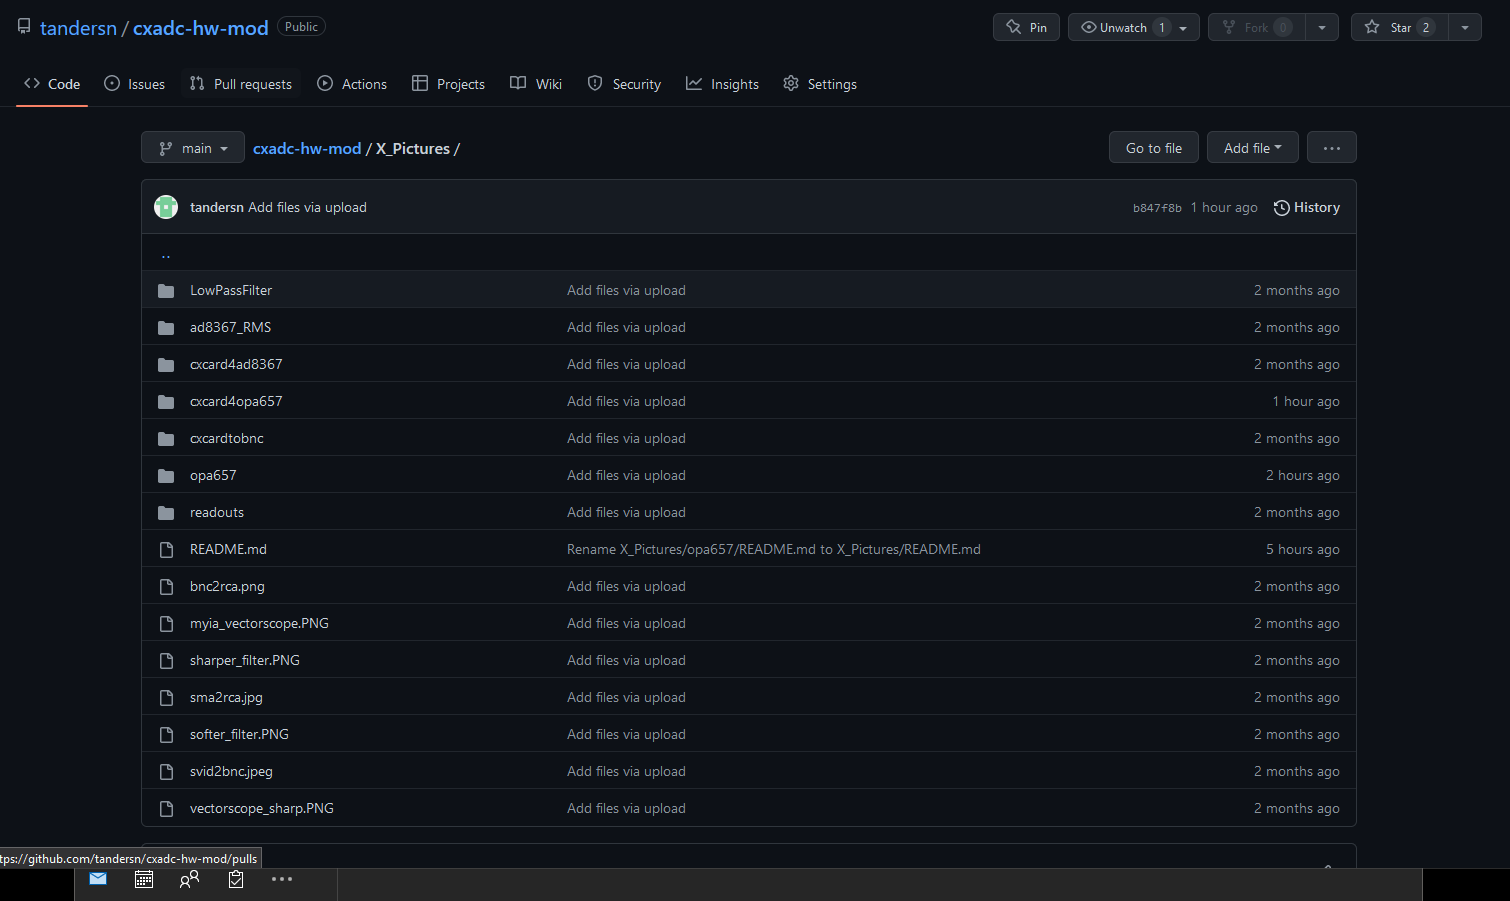 tandersn / cxadc-hw-mod Public Pin Unwatch 1 Fork 0 Star 2
Code Issues Pull requests Actions Projects Wiki Security Insights Settings
main cxadc-hw-mod / X_Pictures / Go to file Add file ...
tandersn Add files via upload b847f8b 1 hour ago History
..
LowPassFilter Add files via upload 2 months ago
ad8367_RMS Add files via upload 2 months ago
cxcard4ad8367 Add files via upload 2 months ago
cxcard4opa657 Add files via upload 1 hour ago
cxcardtobnc Add files via upload 2 months ago
opa657 Add files via upload 2 hours ago
readouts Add files via upload 2 months ago
README.md Rename X_Pictures/opa657/README.md to X_Pictures/README.md 5 hours ago
bnc2rca.png Add files via upload 2 months ago
myia_vectorscope.PNG Add files via upload 2 months ago
sharper_filter.PNG Add files via upload 2 months ago
sma2rca.jpg Add files via upload 2 months ago
softer_filter.PNG Add files via upload 2 months ago
svid2bnc.jpeg Add files via upload 2 months ago
vectorscope_sharp.PNG Add files via upload 2 months ago
tps://github.com/tandersn/cxadc-hw-mod/pulls